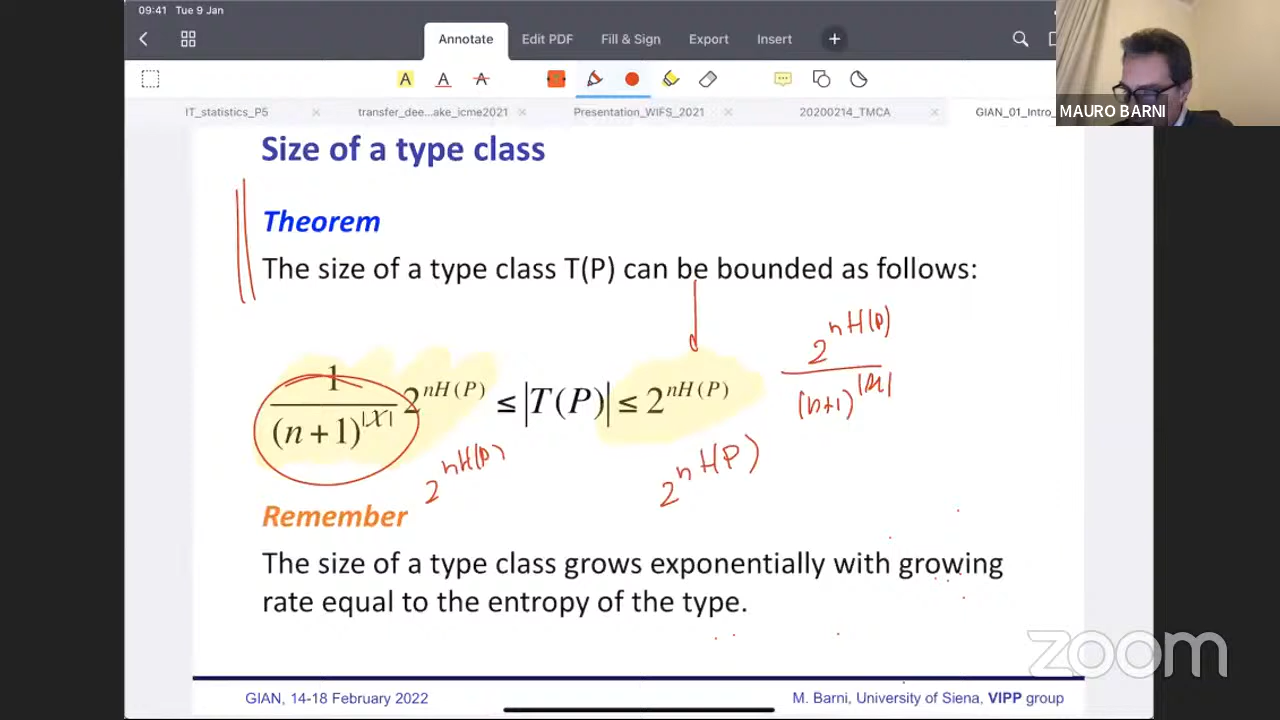 09:41 Tue 9 Jan
Annotate Edit PDF Fill & Sign Export Insert
A A A
IT_statistics_P5 transfer_dee...ake_icme2021 Presentation_WIFS_2021 20200214_TMCA GIAN_01_Intro_
MAURO BARNI
Size of a type class
Theorem
The size of a type class T(P) can be bounded as follows:
2^{nH(P)} / (n+1)^{|X|}
1/(n+1)^{|X|} 2^{nH(P)} ≤ |T(P)| ≤ 2^{nH(P)}
2^{nH(P)} 2^{nH(P)}
Remember
The size of a type class grows exponentially with growing
rate equal to the entropy of the type.
zoom
GIAN, 14-18 February 2022 M. Barni, University of Siena, VIPP group